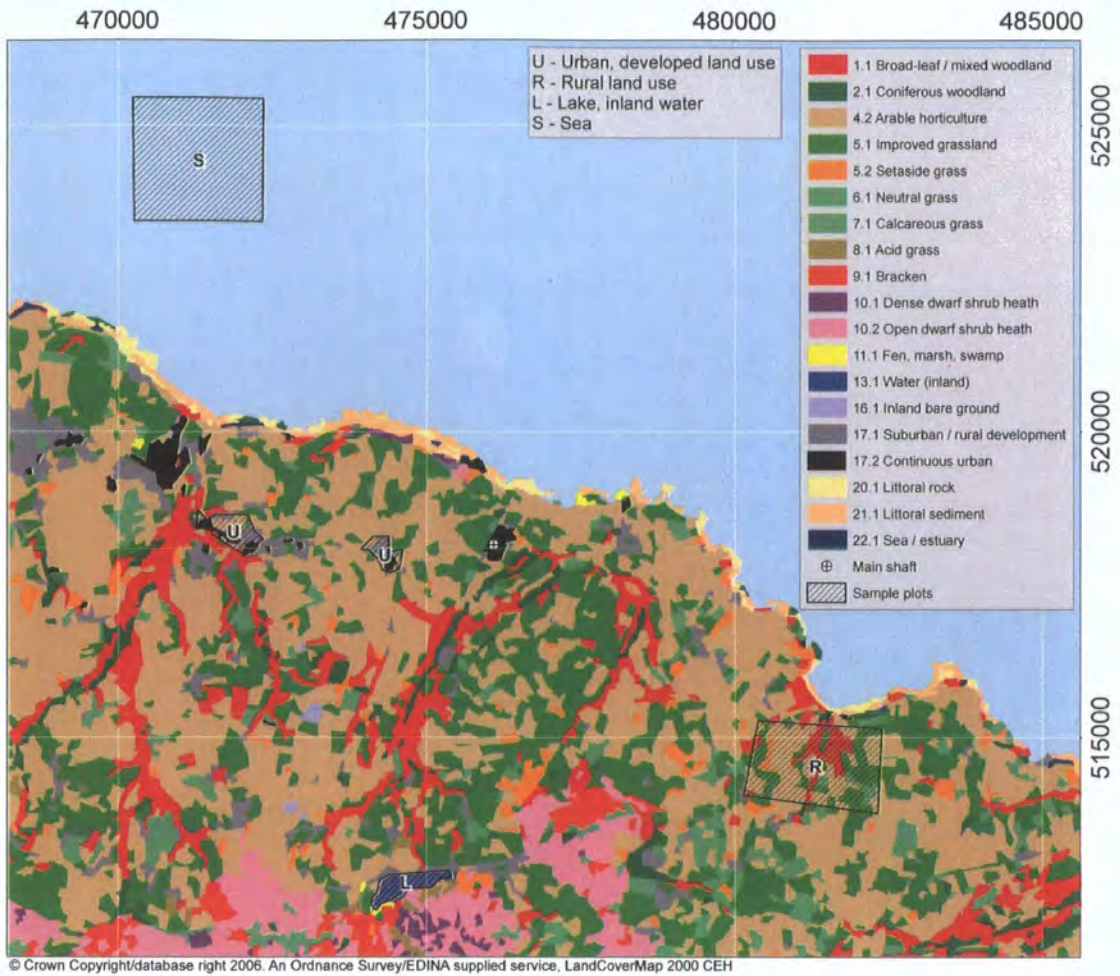 470000 475000 480000 485000
U - Urban, developed land use
R - Rural land use
L - Lake, inland water
S - Sea
1.1 Broad-leaf / mixed woodland
2.1 Coniferous woodland
4.2 Arable horticulture
5.1 Improved grassland
5.2 Setaside grass
6.1 Neutral grass
7.1 Calcareous grass
8.1 Acid grass
9.1 Bracken
10.1 Dense dwarf shrub heath
10.2 Open dwarf shrub heath
11.1 Fen, marsh, swamp
13.1 Water (inland)
16.1 Inland bare ground
17.1 Suburban / rural development
17.2 Continuous urban
20.1 Littoral rock
21.1 Littoral sediment
22.1 Sea / estuary
Main shaft
Sample plots
525000
520000
515000
S
U
U
R
L
© Crown Copyright/database right 2006. An Ordnance Survey/EDINA supplied service, LandCoverMap 2000 CEH